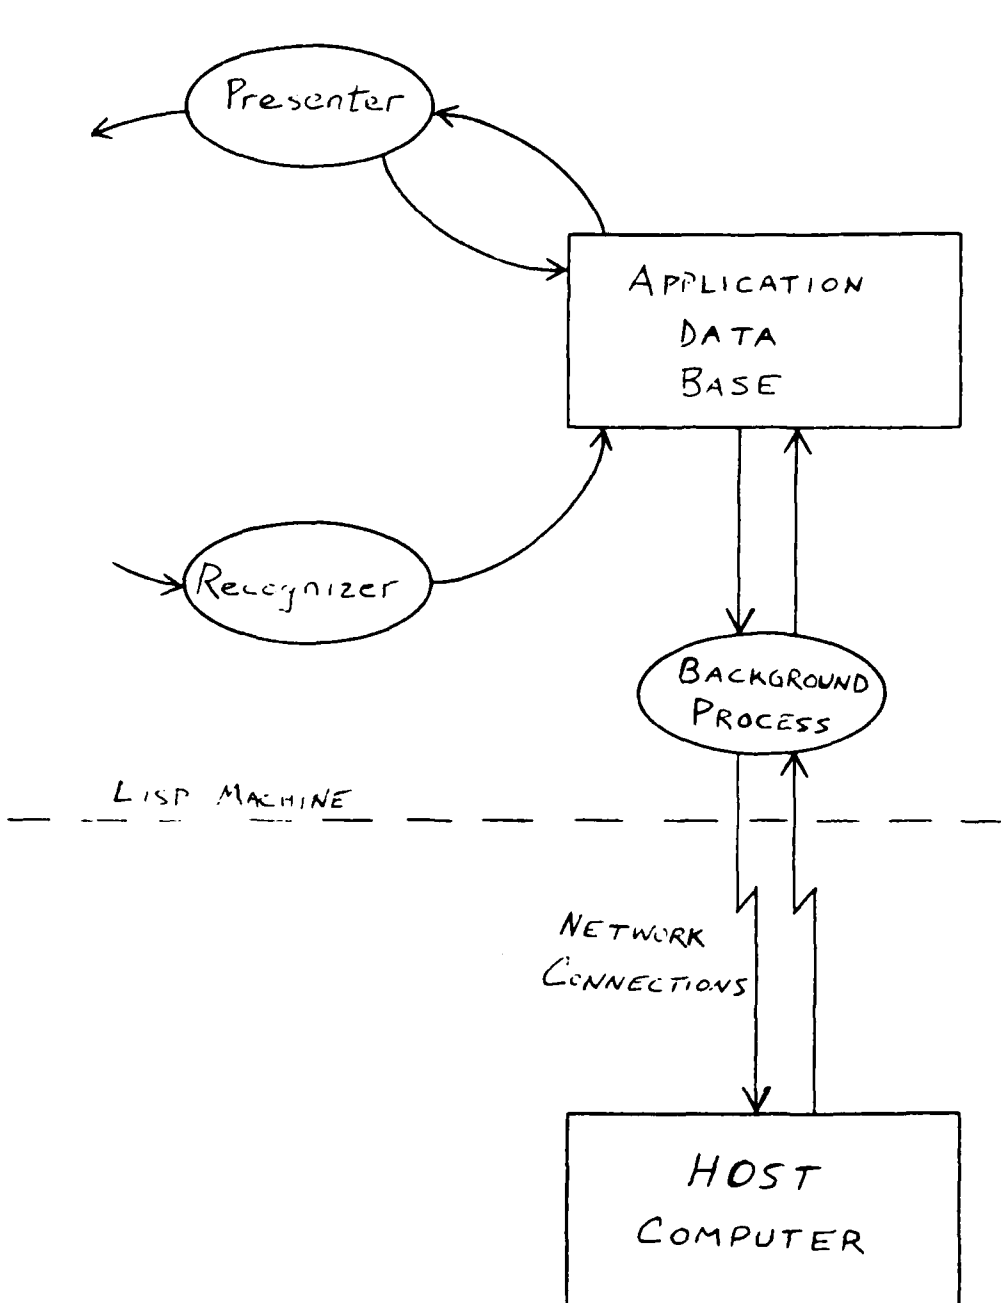 Presenter
APPLICATION
DATA
BASE
Recognizer
BACKGROUND
PROCESS
LISP MACHINE
NETWORK
CONNECTIONS
HOST
COMPUTER